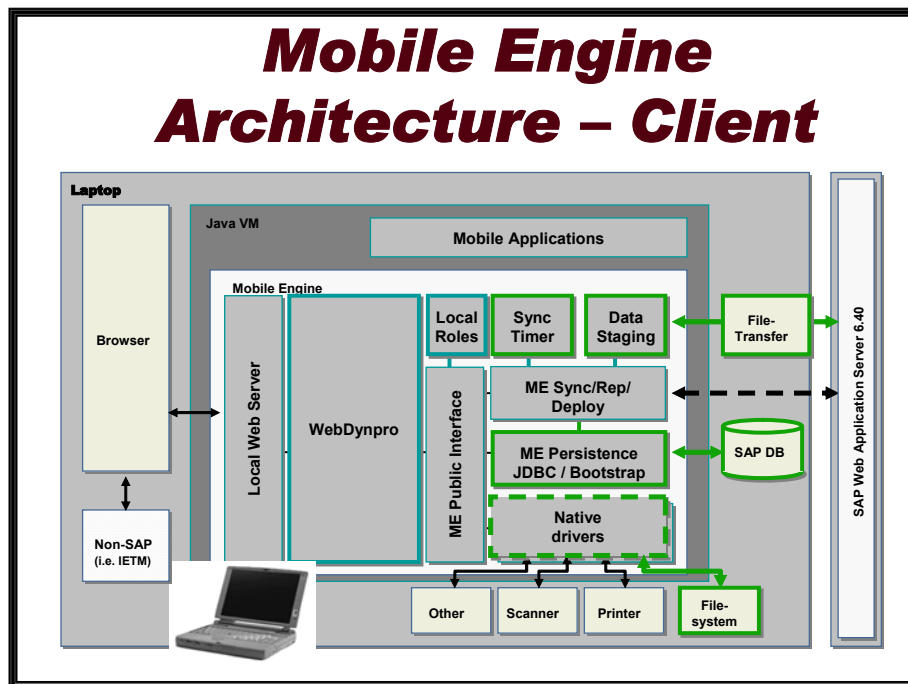 Mobile Engine
Architecture – Client
Laptop
Java VM
Mobile Applications
Mobile Engine
Browser
Local Web Server
WebDynpro
Local
Roles
Sync
Timer
Data
Staging
File-
Transfer
ME Public Interface
ME Sync/Rep/
Deploy
ME Persistence
JDBC / Bootstrap
SAP DB
Native
drivers
Non-SAP
(i.e. IETM)
Other
Scanner
Printer
File-
system
SAP Web Application Server 6.40